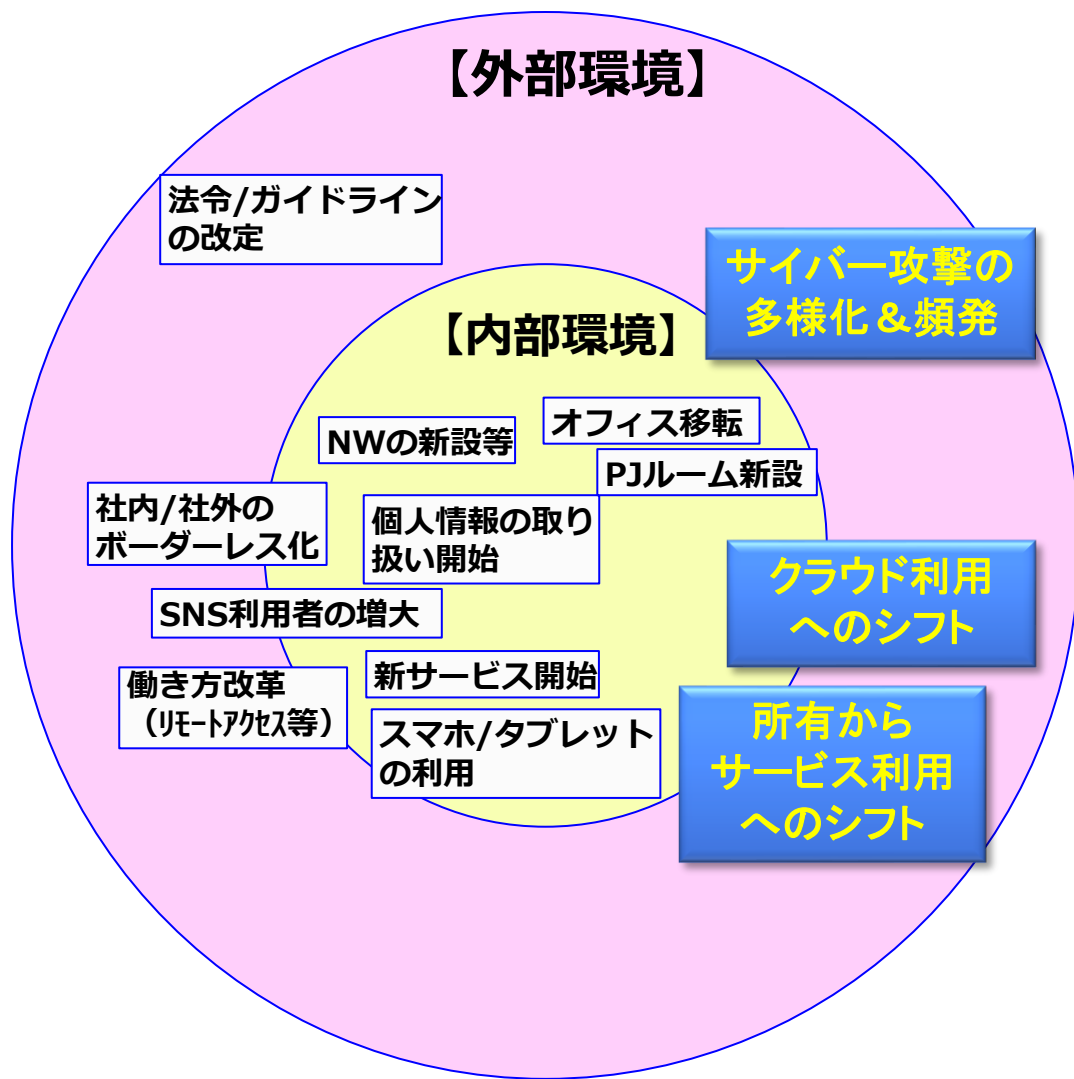 【外部環境】
法令/ガイドライン
の改定
サイバー攻撃の
多様化＆頻発
【内部環境】
オフィス移転
NWの新設等
PJルーム新設
社内/社外の
ボーダーレス化
個人情報の取り
扱い開始
クラウド利用
へのシフト
SNS利用者の増大
新サービス開始
働き方改革
（ﾘﾓｰﾄｱｸｾｽ等）
スマホ/タブレット
の利用
所有から
サービス利用
へのシフト